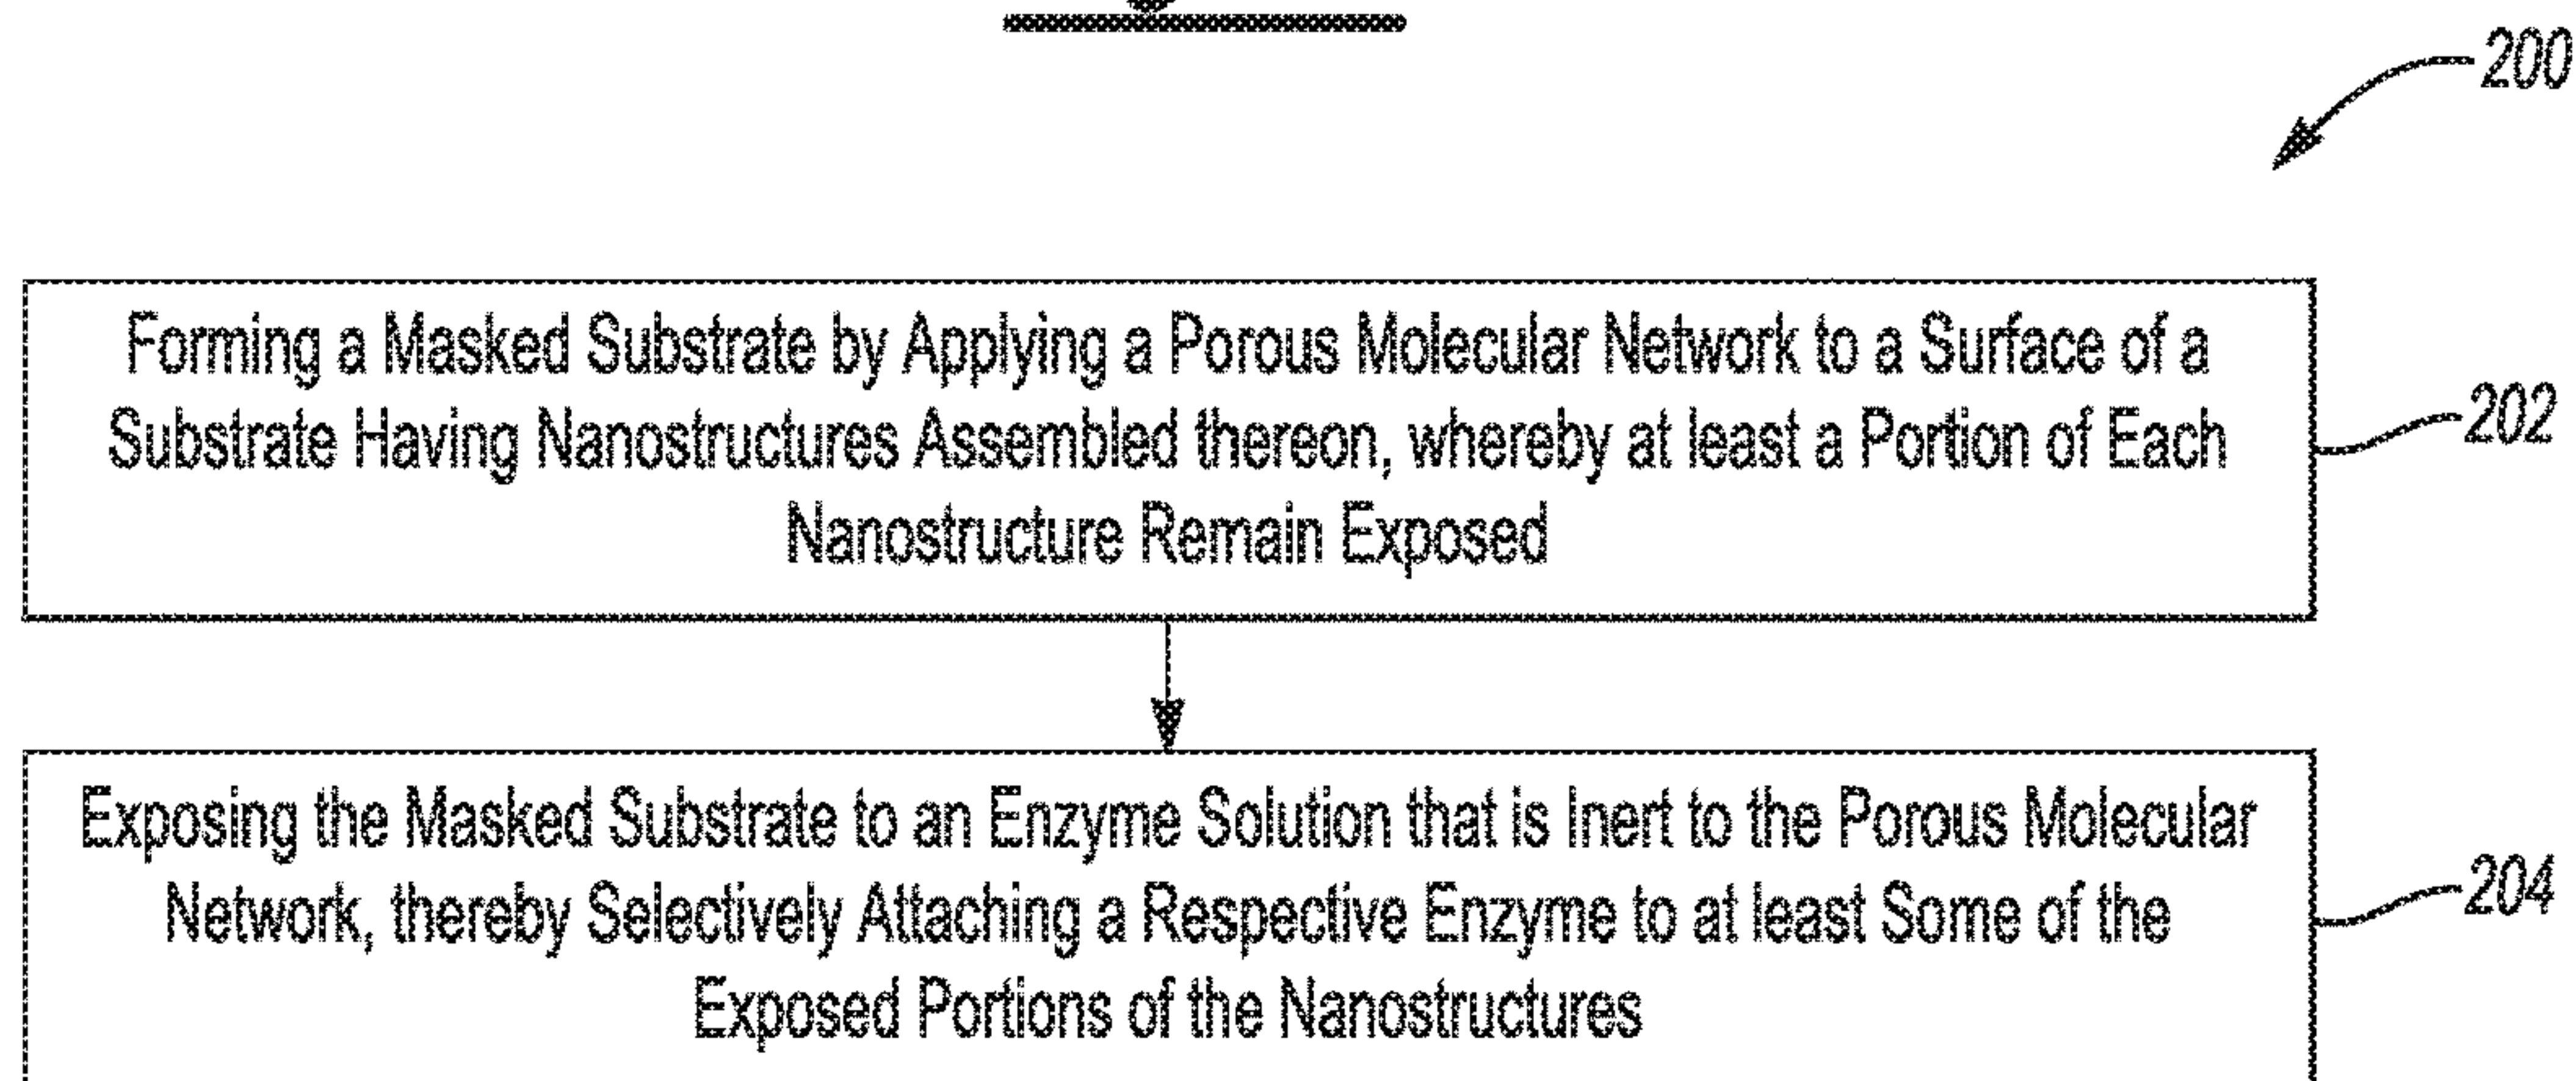 200
Forming a Masked Substrate by Applying a Porous Molecular Network to a Surface of a
Substrate Having Nanostructures Assembled thereon, whereby at least a Portion of Each
Nanostructure Remain Exposed
202
Exposing the Masked Substrate to an Enzyme Solution that is Inert to the Porous Molecular
Network, thereby Selectively Attaching a Respective Enzyme to at least Some of the
Exposed Portions of the Nanostructures
204